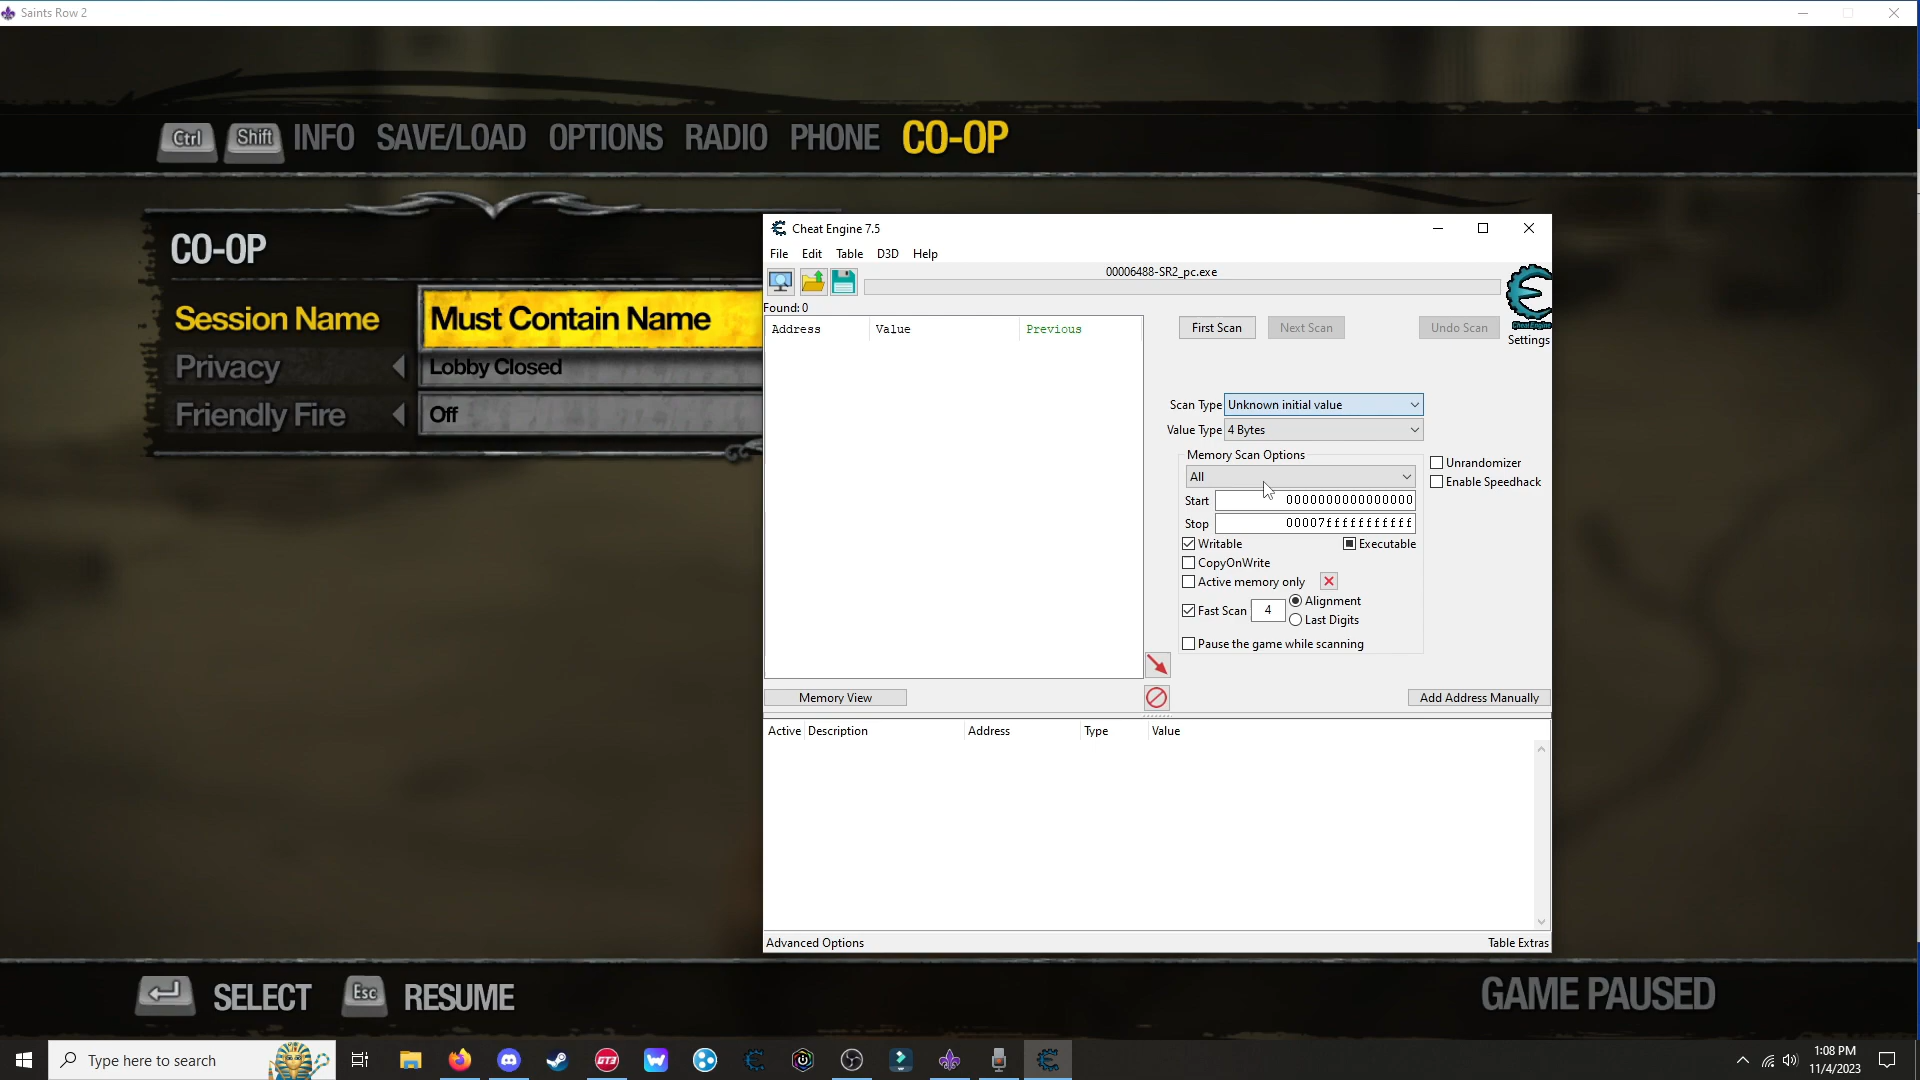 Saints Row 2
Ctrl Shift INFO SAVE/LOAD OPTIONS RADIO PHONE CO-OP
CO-OP
Session Name Must Contain Name
Privacy Lobby Closed
Friendly Fire Off
Cheat Engine 7.5
File Edit Table D3D Help
00006488-SR2_pc.exe
Found: 0
Address Value Previous
First Scan Next Scan Undo Scan
Cheat Engine
Settings
Scan Type Unknown initial value
Value Type 4 Bytes
Memory Scan Options
All
Unrandomizer
Enable Speedhack
Start 0000000000000000
Stop 00007fffffffffff
Writable Executable
CopyOnWrite
Active memory only
Fast Scan 4 Alignment
Last Digits
Pause the game while scanning
Memory View Add Address Manually
Active Description Address Type Value
Advanced Options Table Extras
SELECT Esc RESUME GAME PAUSED
Type here to search
GT3
1:08 PM
11/4/2023